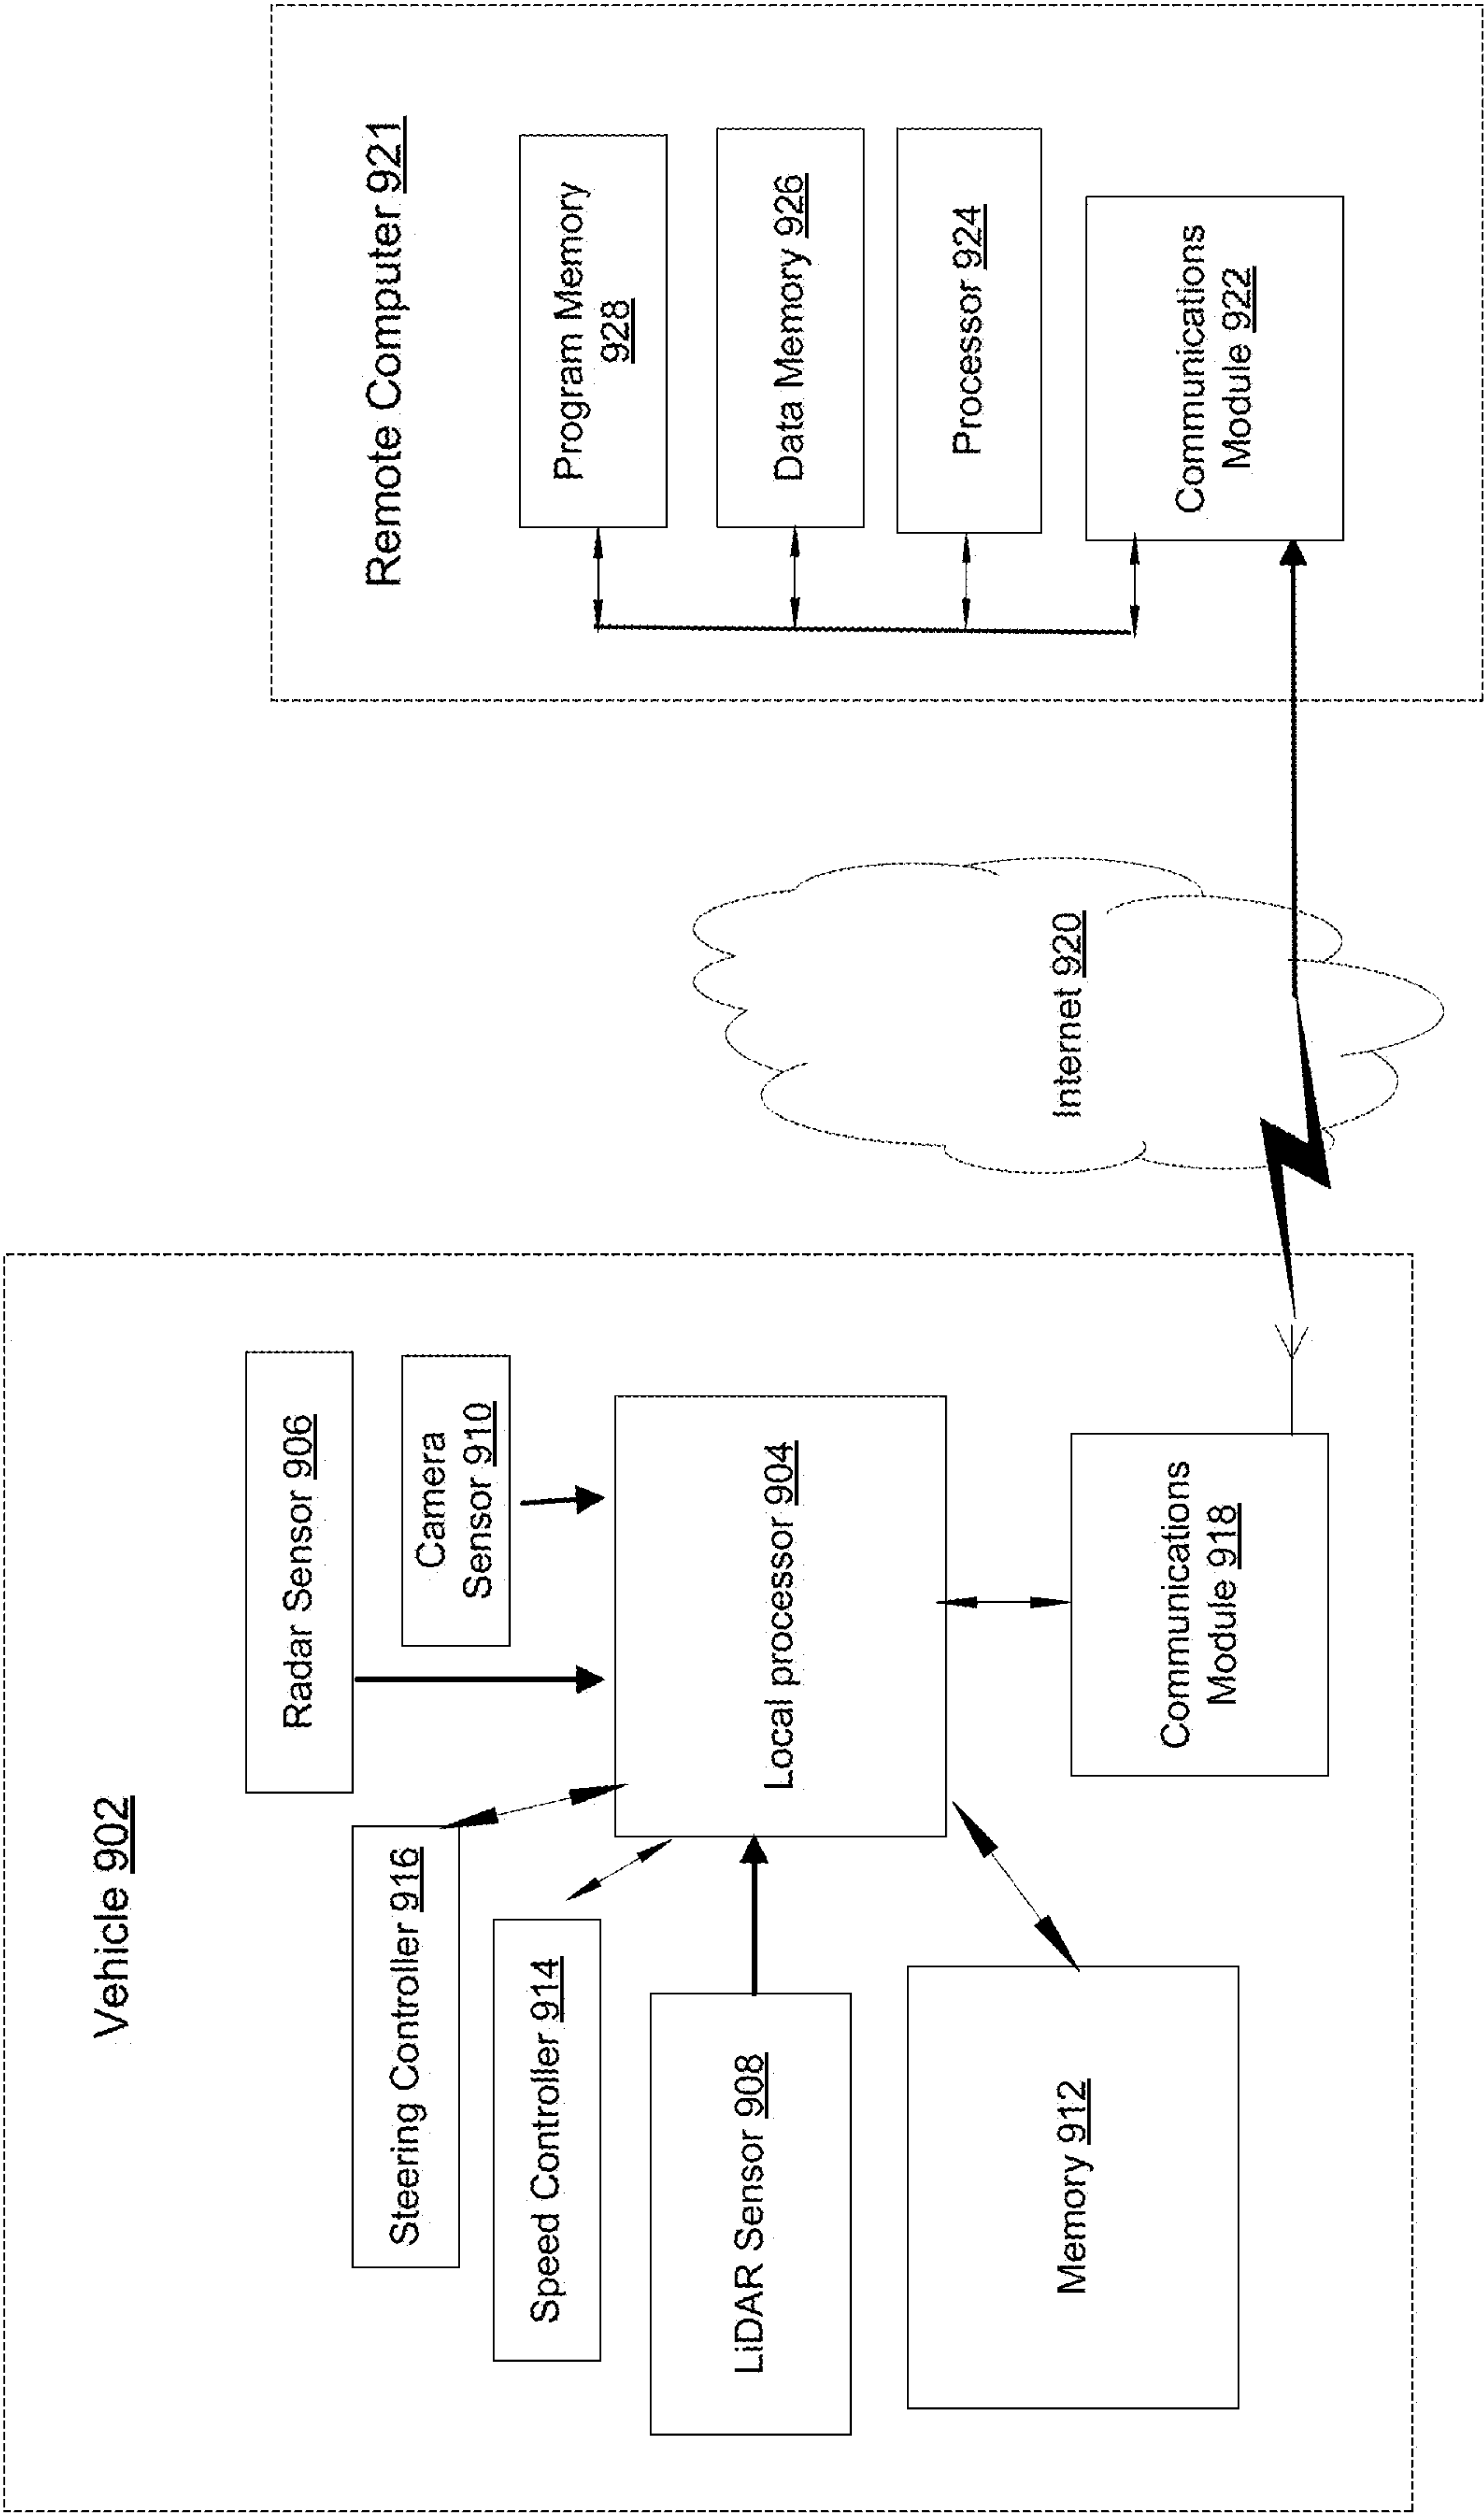 Vehicle 902
Steering Controller 916
Radar Sensor 906
Speed Controller 914
Camera
Sensor 910
LiDAR Sensor 908
Local processor 904
Memory 912
Communications
Module 918
Internet 920
Remote Computer 921
Program Memory
928
Data Memory 926
Processor 924
Communications
Module 922